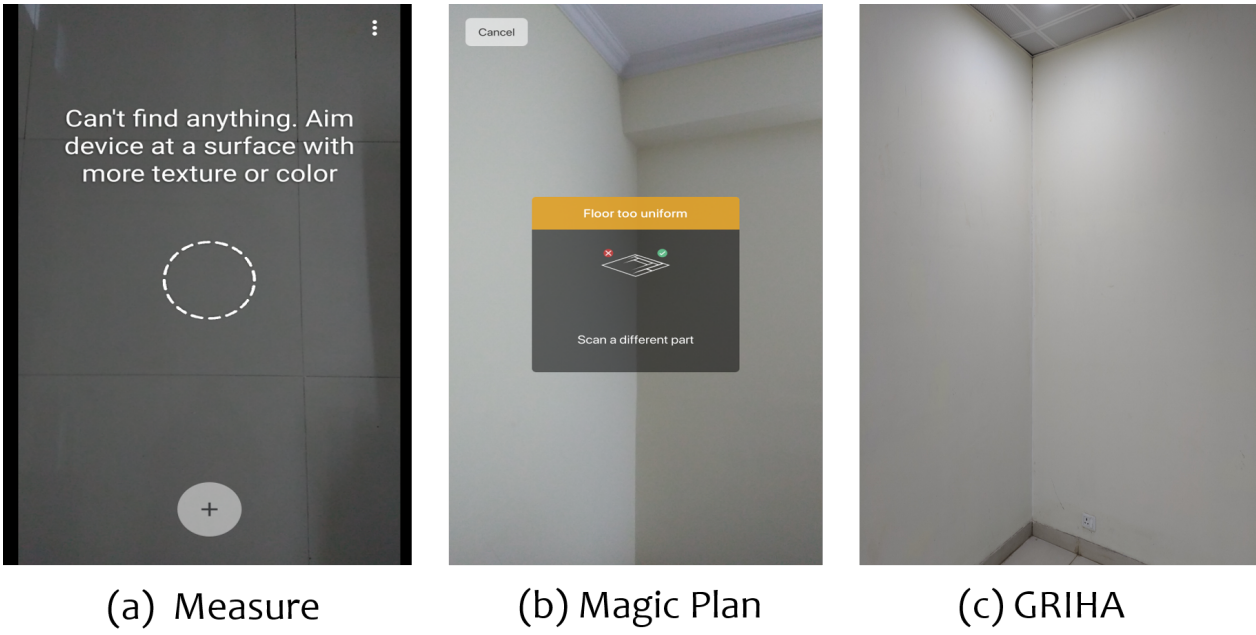 Can't find anything. Aim
device at a surface with
more texture or color
Cancel
Floor too uniform
Scan a different part
(a) Measure
(b) Magic Plan
(c) GRIHA